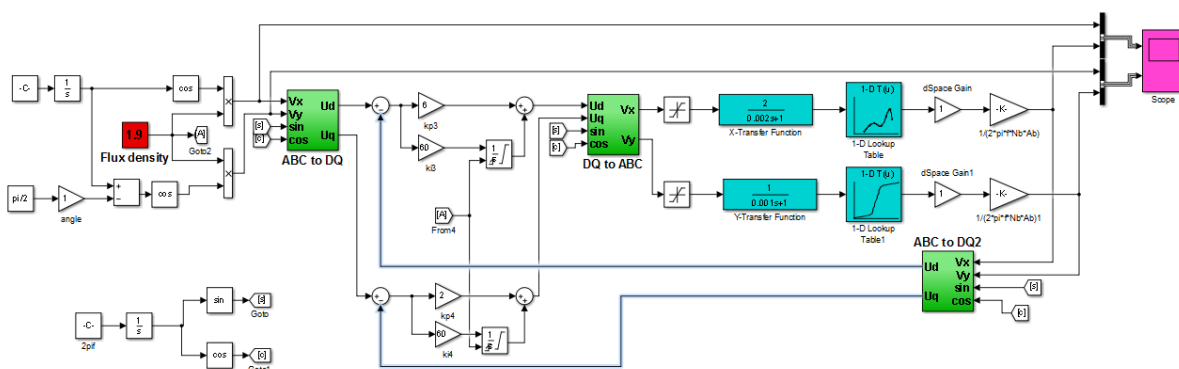 -C-
1
s
cos
×
1.9
Flux density
[A]
Goto2
pi/2
1
angle
+
−
cos
×
Vx
Vy
sin
cos
Ud
Uq
ABC to DQ
[s]
[c]
-C-
2pif
1
s
sin
cos
[s]
Goto
[c]
Goto1
6
kp3
60
ki3
1
s
[A]
From4
2
kp4
60
ki4
1
s
Ud
Uq
sin
cos
Vx
Vy
DQ to ABC
[s]
[c]
2
0.002s+1
X-Transfer Function
1
0.001s+1
Y-Transfer Function
1-D T(u)
1-D Lookup
Table
1-D T(u)
1-D Lookup
Table1
dSpace Gain
1
-K-
1/(2*pi*f*Nb*Ab)
dSpace Gain1
1
-K-
1/(2*pi*f*Nb*Ab)1
ABC to DQ2
Ud
Uq
Vx
Vy
sin
cos
[s]
[c]
Scope